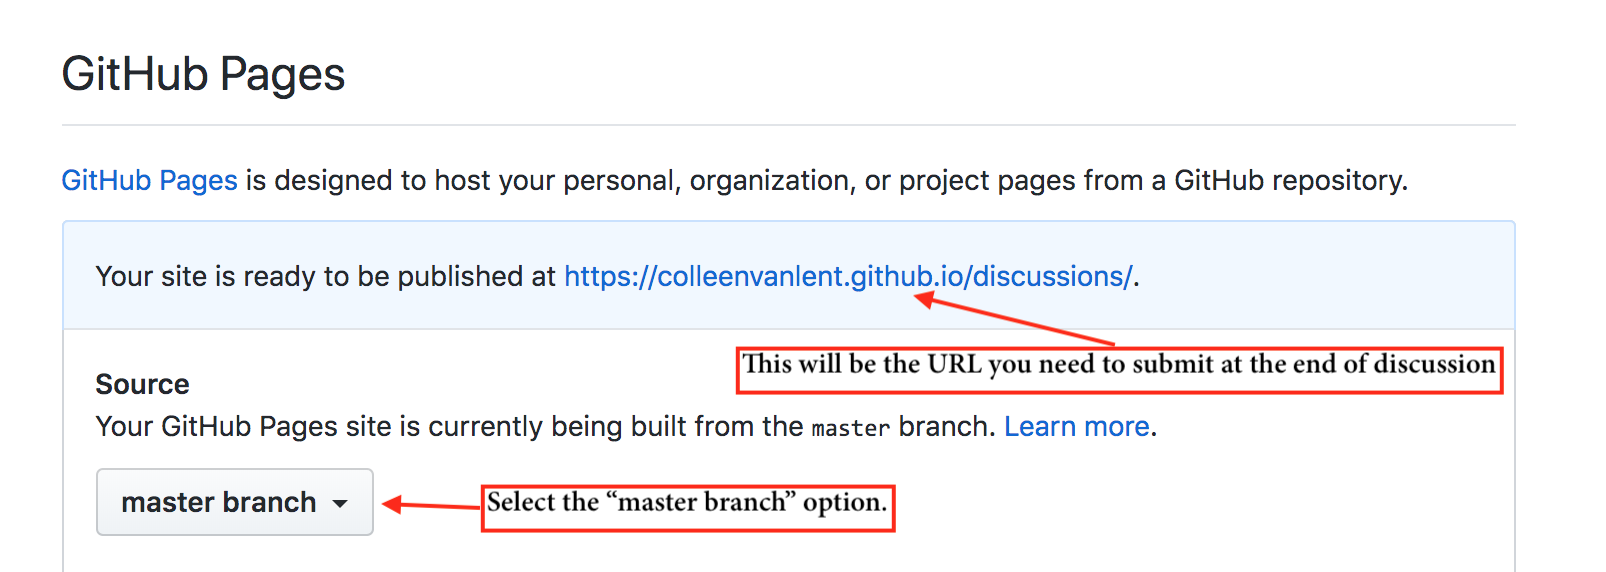 GitHub Pages
GitHub Pages is designed to host your personal, organization, or project pages from a GitHub repository.
Your site is ready to be published at https://colleenvanlent.github.io/discussions/.
This will be the URL you need to submit at the end of discussion
Source
Your GitHub Pages site is currently being built from the master branch. Learn more.
master branch
Select the “master branch” option.